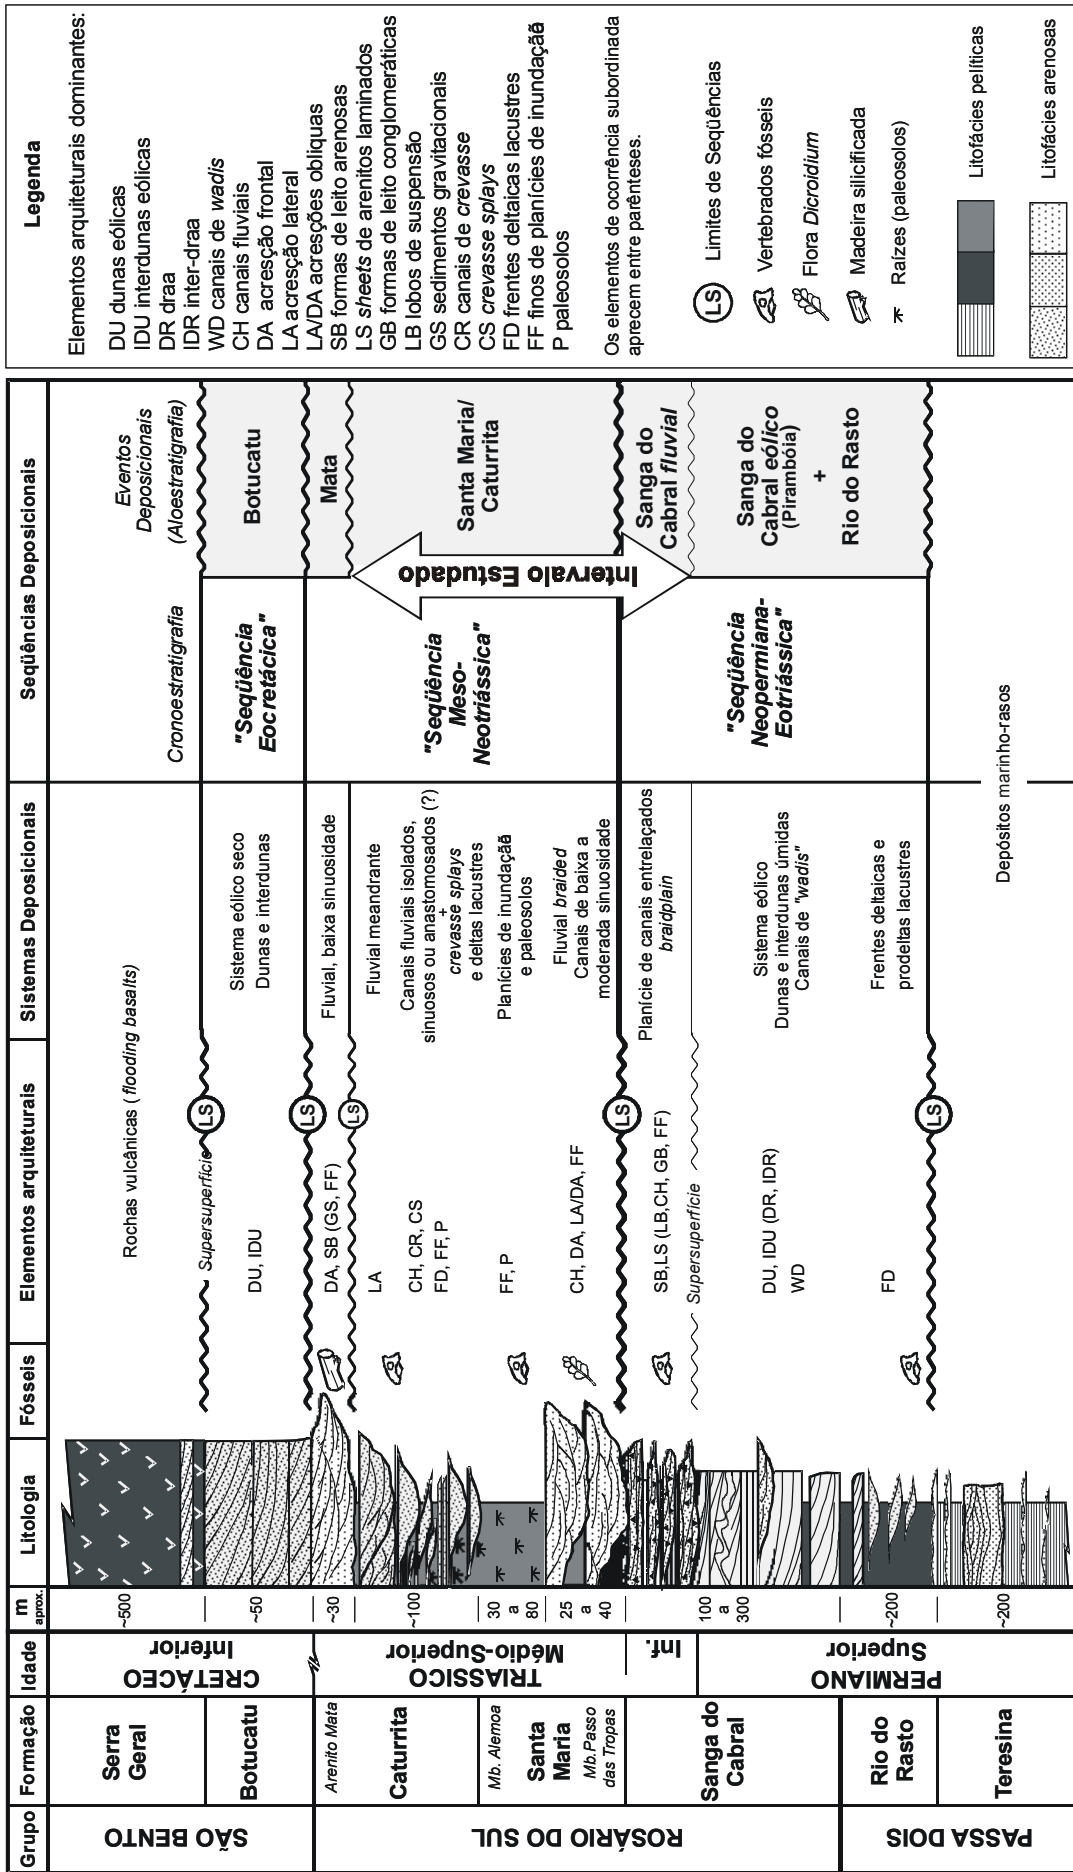 Grupo
Formação
Idade
m
aprox.
Litologia
Fósseis
Elementos arquiteturais
Sistemas Deposicionais
Seqüências Deposicionais
Cronoestratigrafia
Eventos
Deposicionais
(Aloestratigrafia)
SÃO BENTO
ROSÁRIO DO SUL
PASSA DOIS
Serra
Geral
Botucatu
Arenito Mata
Caturrita
Mb. Alemoa
Santa
Maria
Mb.Passo
das Tropas
Sanga do
Cabral
Rio do
Rasto
Teresina
CRETÁCEO
Inferior
TRIASSICO
Médio-Superior
Inf.
PERMIANO
Superior
~500
~50
~30
~100
30
a
80
25
a
40
100
a
300
~200
~200
Rochas vulcânicas ( flooding basalts)
Supersuperfície
LS
DU, IDU
Sistema eólico seco
Dunas e interdunas
"Seqüência
Eocretácica"
Botucatu
LS
DA, SB (GS, FF)
Fluvial, baixa sinuosidade
Mata
LS
LA
Fluvial meandrante
CH, CR, CS
FD, FF, P
Canais fluviais isolados,
sinuosos ou anastomosados (?)
+
crevasse splays
e deltas lacustres
FF, P
Planícies de inundação
e paleosolos
CH, DA, LA/DA, FF
Fluvial braided
Canais de baixa a
moderada sinuosidade
"Seqüência
Meso-
Neotriássica"
Intervalo Estudado
Santa Maria/
Caturrita
LS
SB,LS (LB,CH, GB, FF)
Planície de canais entrelaçados
braidplain
Sanga do
Cabral fluvial
Supersuperfície
DU, IDU (DR, IDR)
WD
Sistema eólico
Dunas e interdunas úmidas
Canais de "wadis"
"Seqüência
Neopermiana-
Eotriássica"
Sanga do
Cabral eólico
(Pirambóia)
+
Rio do Rasto
FD
Frentes deltaicas e
prodeltas lacustres
LS
Depósitos marinho-rasos
Legenda
Elementos arquiteturais dominantes:
DU dunas eólicas
IDU interdunas eólicas
DR draa
IDR inter-draa
WD canais de wadis
CH canais fluviais
DA acresção frontal
LA acresção lateral
LA/DA acresções obliquas
SB formas de leito arenosas
LS sheets de arenitos laminados
GB formas de leito conglomeráticas
LB lobos de suspensão
GS sedimentos gravitacionais
CR canais de crevasse
CS crevasse splays
FD frentes deltaicas lacustres
FF finos de planícies de inundação
P paleosolos
Os elementos de ocorrência subordinada
aprecem entre parênteses.
LS Limites de Seqüências
Vertebrados fósseis
Flora Dicroidium
Madeira silicificada
Raízes (paleosolos)
Litofácies pelíticas
Litofácies arenosas